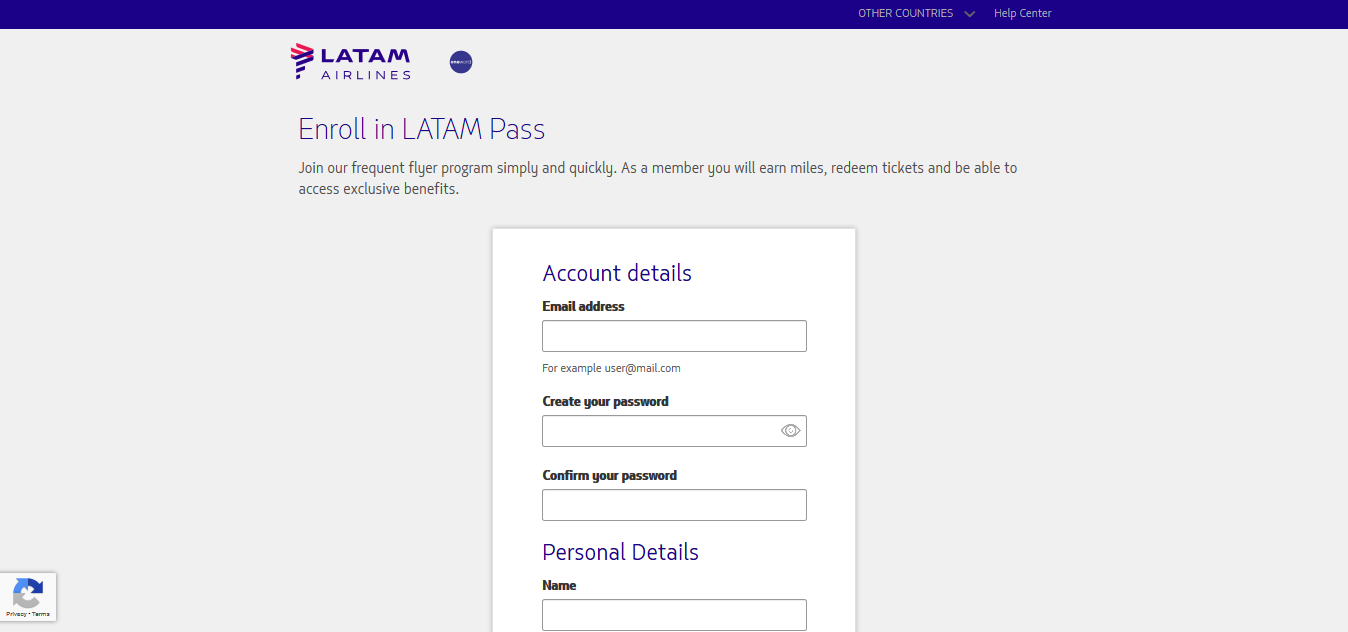 OTHER COUNTRIES
Help Center
LATAM
AIRLINES
oneworld
Enroll in LATAM Pass
Join our frequent flyer program simply and quickly. As a member you will earn miles, redeem tickets and be able to
access exclusive benefits.
Account details
Email address
For example user@mail.com
Create your password
Confirm your password
Personal Details
Name
Privacy • Terms